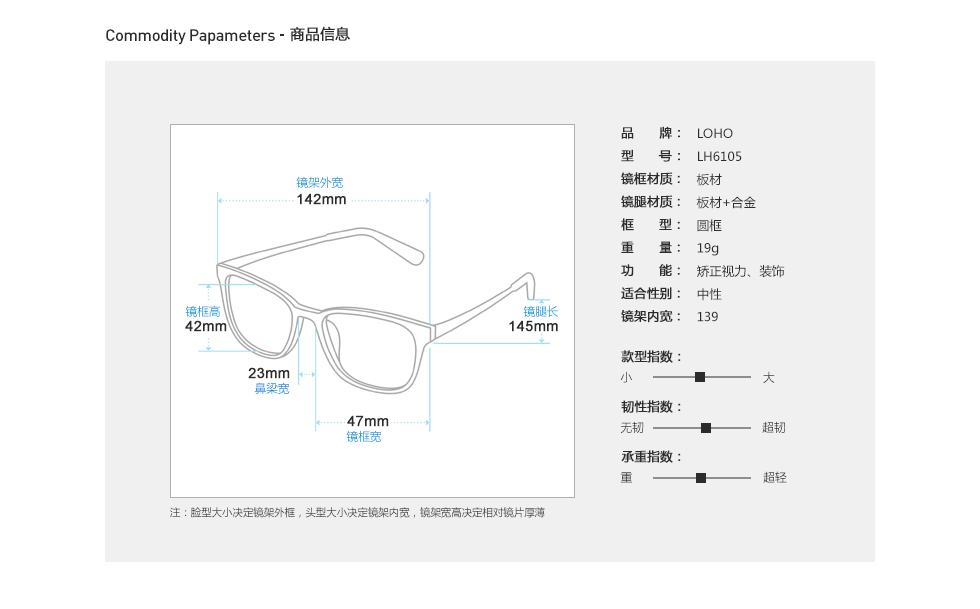 Commodity Papameters - 商品信息
镜架外宽
142mm
镜框高
42mm
镜腿长
145mm
23mm
鼻梁宽
47mm
镜框宽
注：脸型大小决定镜架外框，头型大小决定镜架内宽，镜架宽高决定相对镜片厚薄
品 牌： LOHO
型 号： LH6105
镜框材质： 板材
镜腿材质： 板材+合金
框 型： 圆框
重 量： 19g
功 能： 矫正视力、装饰
适合性别： 中性
镜架内宽： 139
款型指数：
小 大
韧性指数：
无韧 超韧
承重指数：
重 超轻